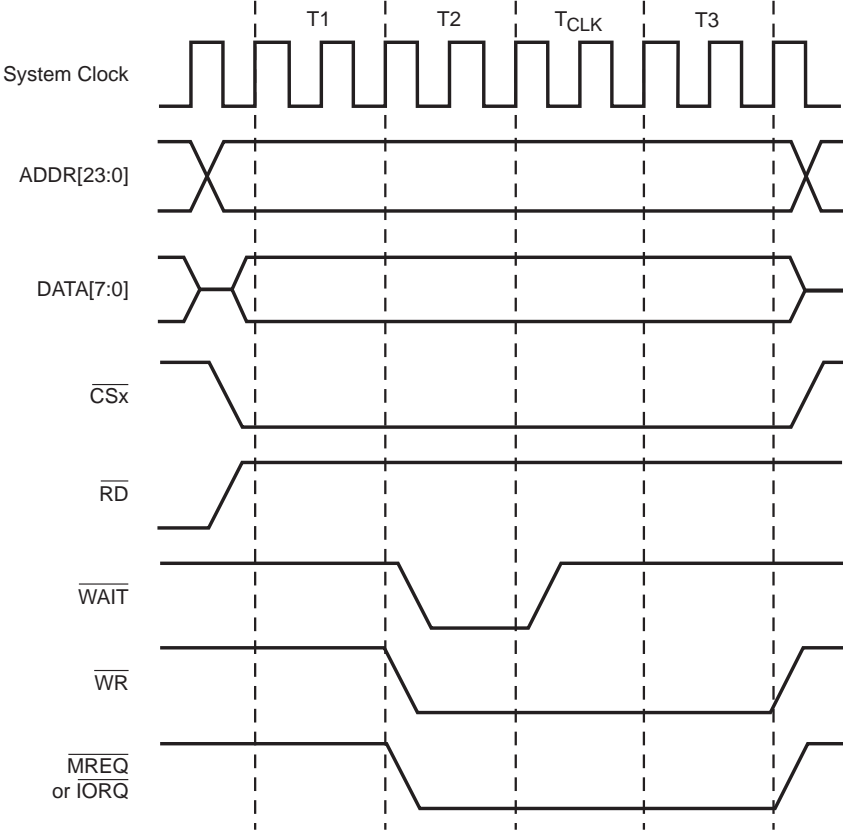 T1 T2 TCLK T3
System Clock
ADDR[23:0]
DATA[7:0]
CSx
RD
WAIT
WR
MREQ
or IORQ